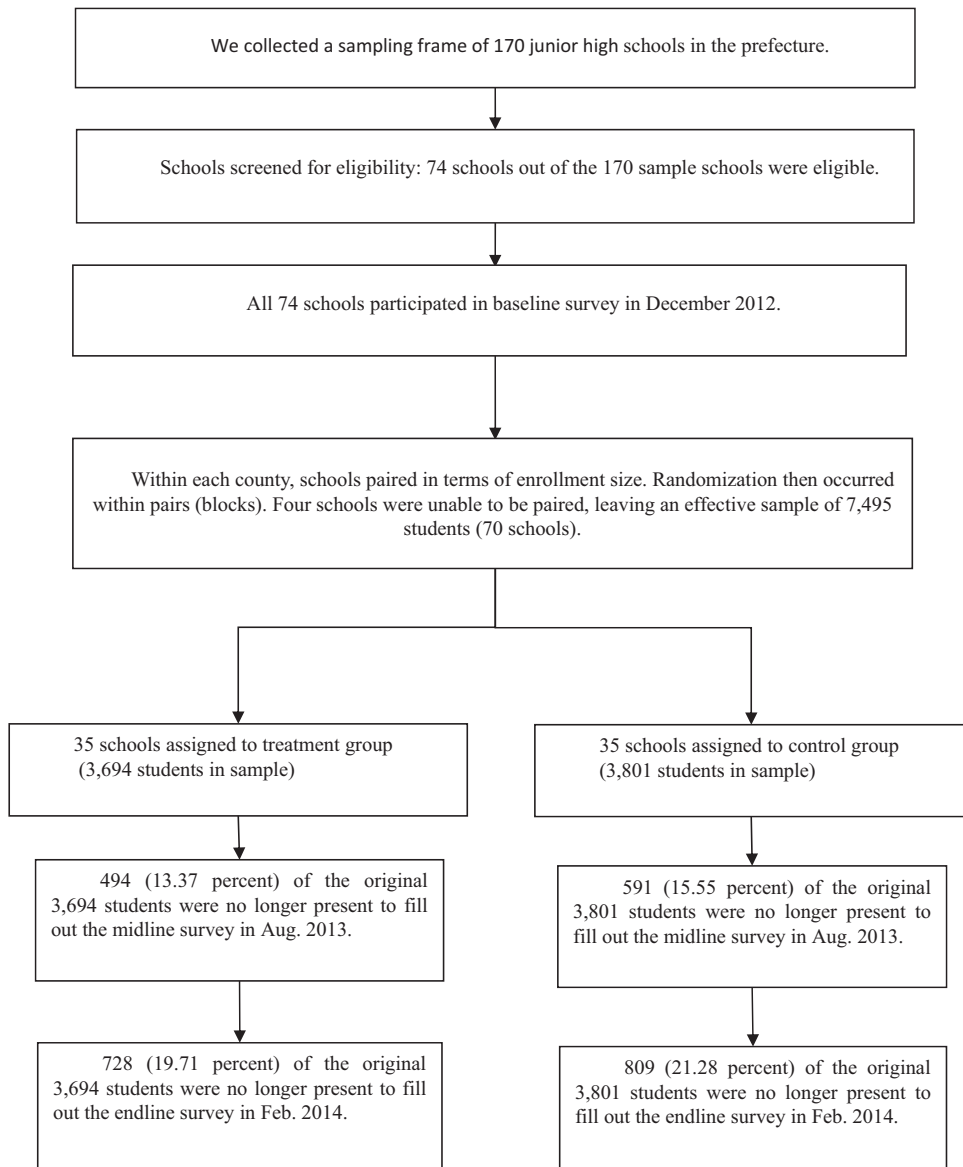 We collected a sampling frame of 170 junior high schools in the prefecture.
Schools screened for eligibility: 74 schools out of the 170 sample schools were eligible.
All 74 schools participated in baseline survey in December 2012.
Within each county, schools paired in terms of enrollment size. Randomization then occurred
within pairs (blocks). Four schools were unable to be paired, leaving an effective sample of 7,495
students (70 schools).
35 schools assigned to treatment group
(3,694 students in sample)
35 schools assigned to control group
(3,801 students in sample)
494 (13.37 percent) of the original
3,694 students were no longer present to fill
out the midline survey in Aug. 2013.
591 (15.55 percent) of the original
3,801 students were no longer present to
fill out the midline survey in Aug. 2013.
728 (19.71 percent) of the original
3,694 students were no longer present to fill
out the endline survey in Feb. 2014.
809 (21.28 percent) of the original
3,801 students were no longer present to
fill out the endline survey in Feb. 2014.